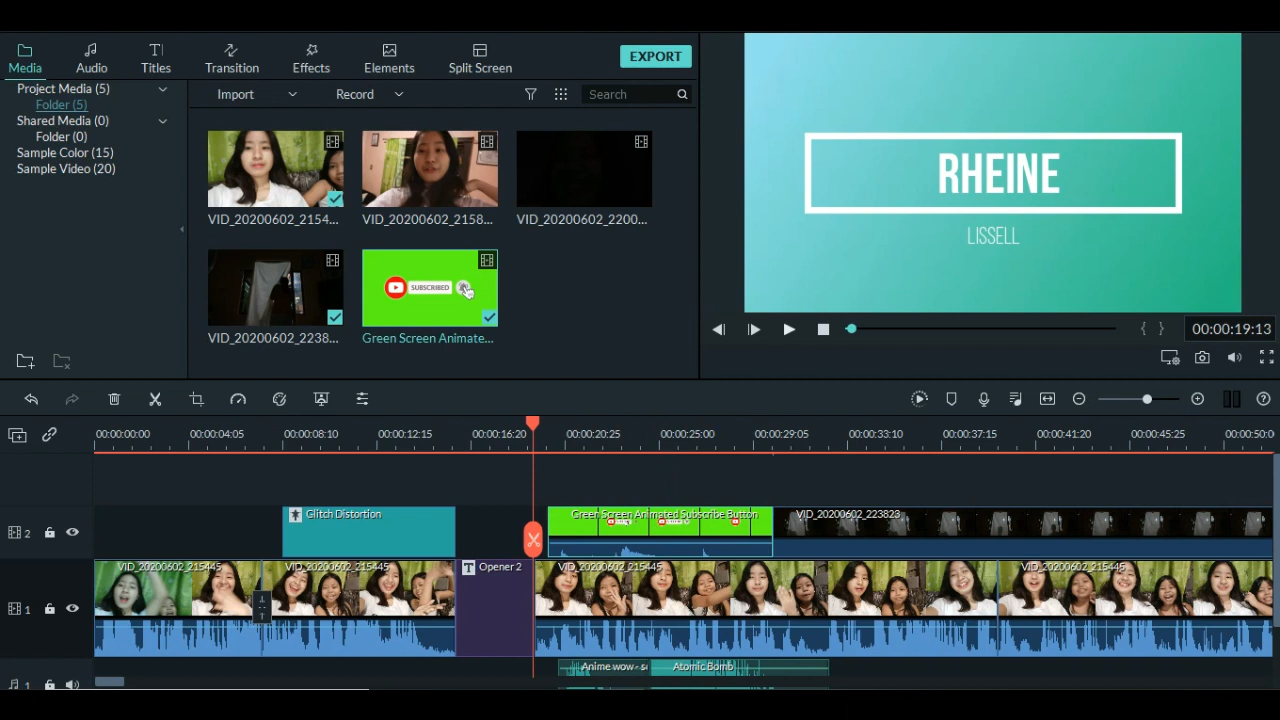 Media
Audio
Titles
Transition
Effects
Elements
Split Screen
EXPORT
Project Media (5)
Folder (5)
Shared Media (0)
Folder (0)
Sample Color (15)
Sample Video (20)
Import
Record
Search
VID_20200602_2154...
VID_20200602_2158...
VID_20200602_2200...
SUBSCRIBED
VID_20200602_2238...
Green Screen Animate...
RHEINE
LISSELL
{ }
00:00:19:13
00:00:00:00
00:00:04:05
00:00:08:10
00:00:12:15
00:00:16:20
00:00:20:25
00:00:25:00
00:00:29:05
00:00:33:10
00:00:37:15
00:00:41:20
00:00:45:25
00:00:50:0
2
Glitch Distortion
Green Screen Animated Subscribe Button
VID_20200602_223823
1
VID_20200602_215445
VID_20200602_215445
T Opener 2
VID_20200602_215445
VID_20200602_215445
1
Anime wow - s
Atomic Bomb